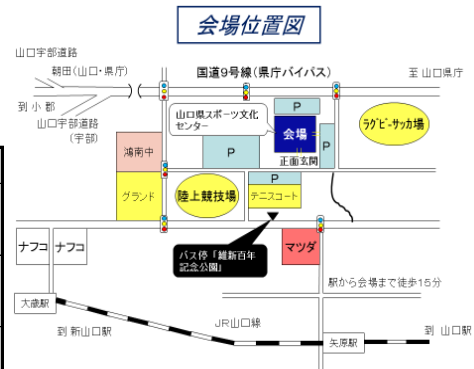 会場位置図
山口宇部道路
朝田(山口・県庁)
国道9号線(県庁バイパス)
至 山口県庁
到 小 郡
山口宇部道路
(宇部)
山口県スポーツ文化
センター
P
会場
正面玄関
P
P
ラグビーサッカ場
鴻南中
グランド
陸上競技場
P
テニスコート
バス停「維新百年
記念公園」
ナフコ
ナフコ
マツダ
駅から会場まで徒歩15分
大歳駅
到 新山口駅
JR山口線
矢原駅
到 山口 駅